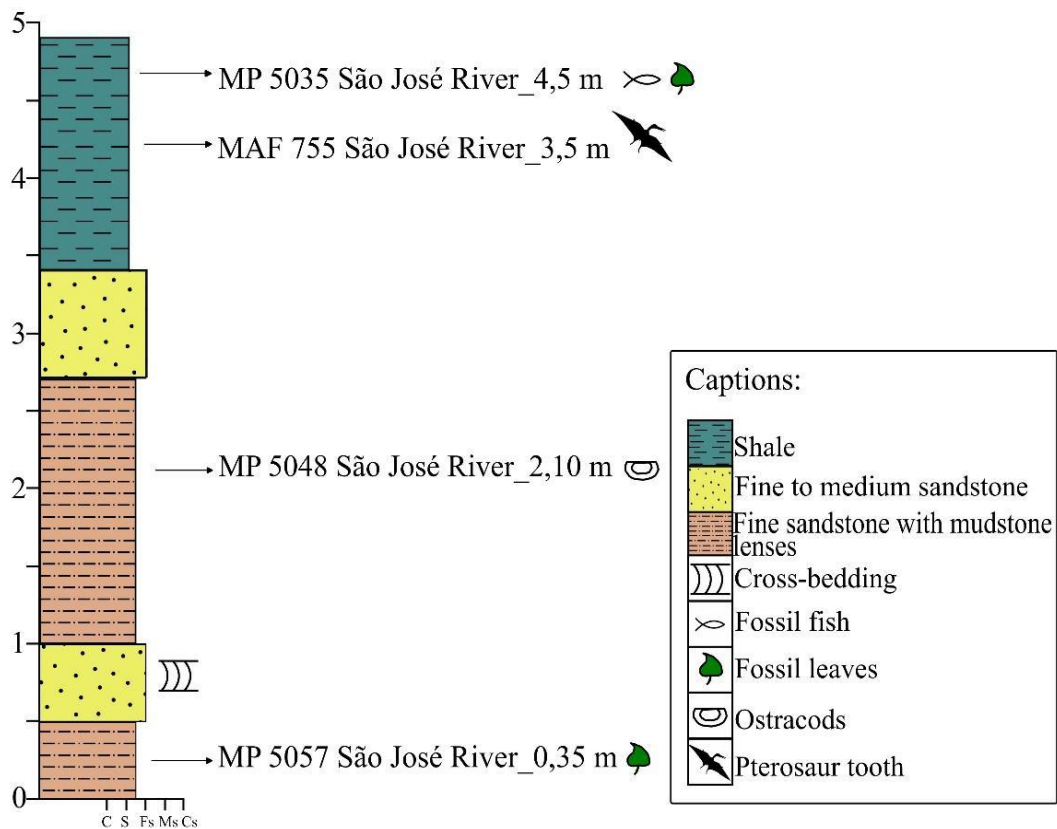 5
MP 5035 São José River_4,5 m
MAF 755 São José River_3,5 m
4
3
Captions:
Shale
Fine to medium sandstone
Fine sandstone with mudstone
lenses
Cross-bedding
Fossil fish
Fossil leaves
Ostracods
Pterosaur tooth
MP 5048 São José River_2,10 m
2
1
MP 5057 São José River_0,35 m
0
C S Fs Ms Cs